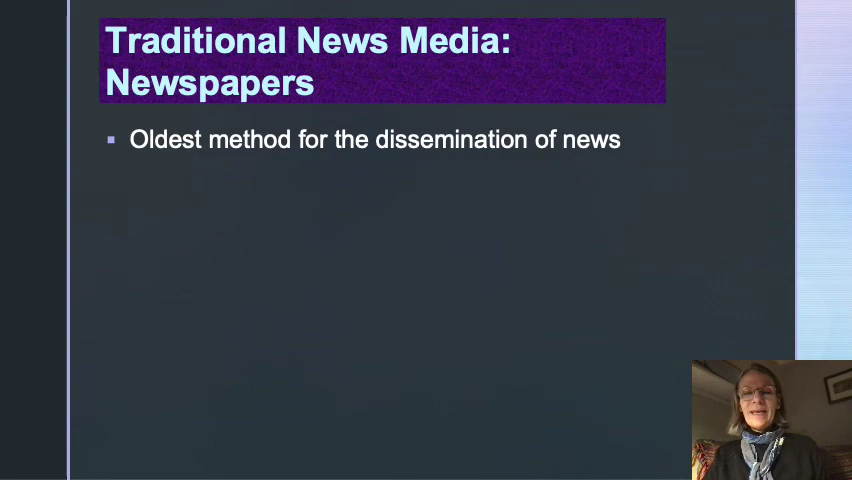 Traditional News Media:
Newspapers
Oldest method for the dissemination of news